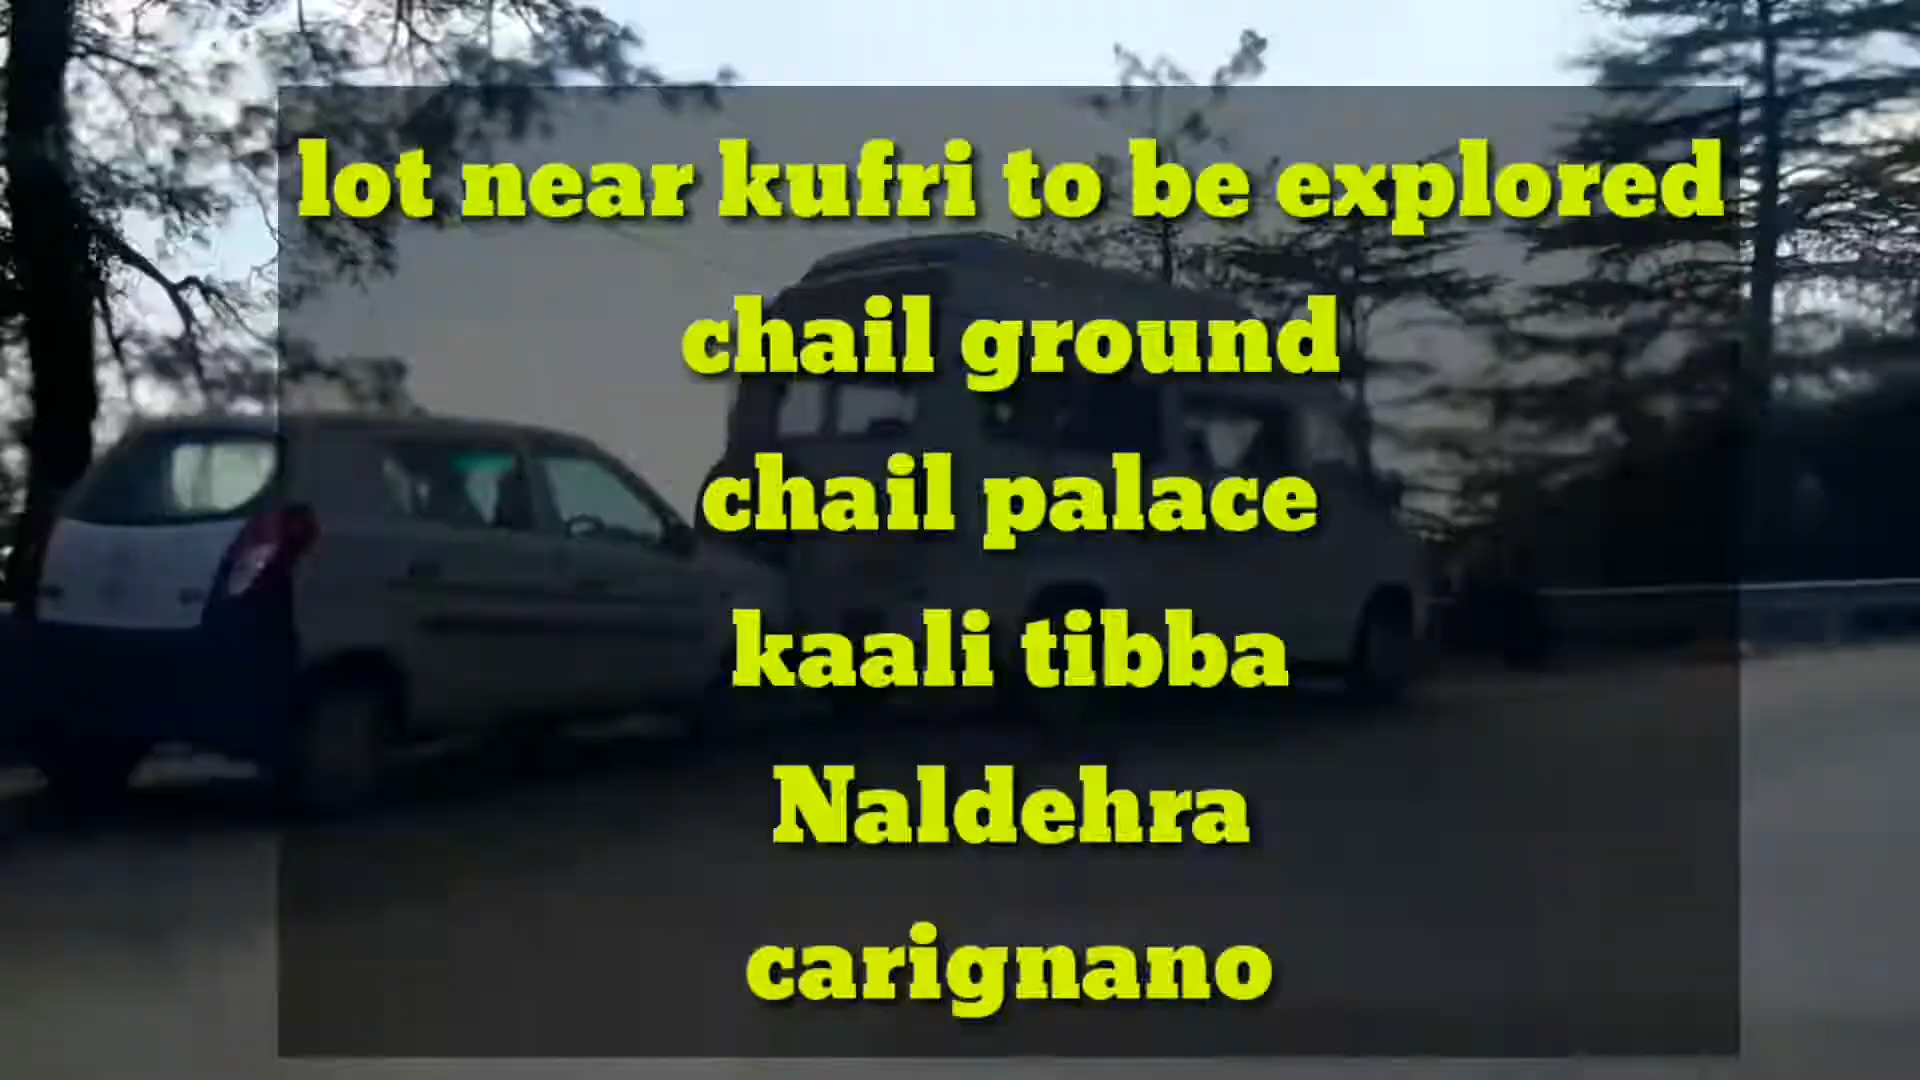 lot near kufri to be explored
chail ground
chail palace
kaali tibba
Naldehra
carignano